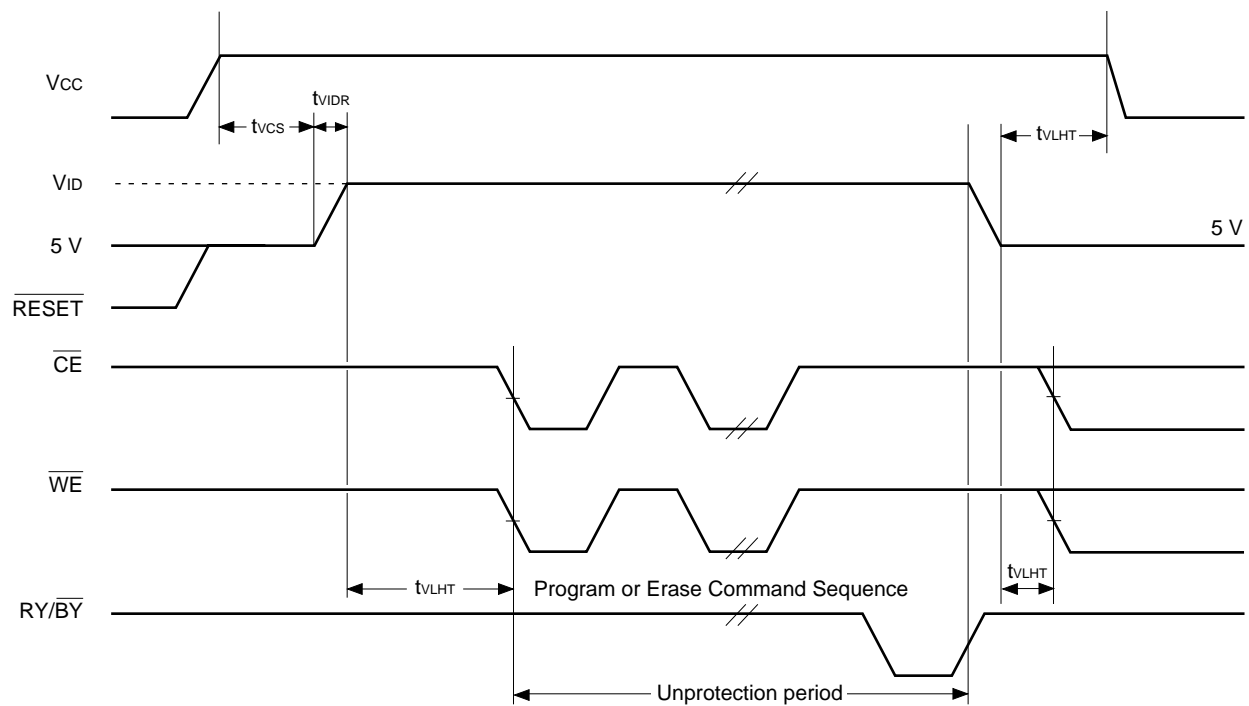 VCC
tVIDR
tVCS
tVLHT
VID
5 V
5 V
RESET
CE
WE
tVLHT
Program or Erase Command Sequence
tVLHT
RY/BY
Unprotection period